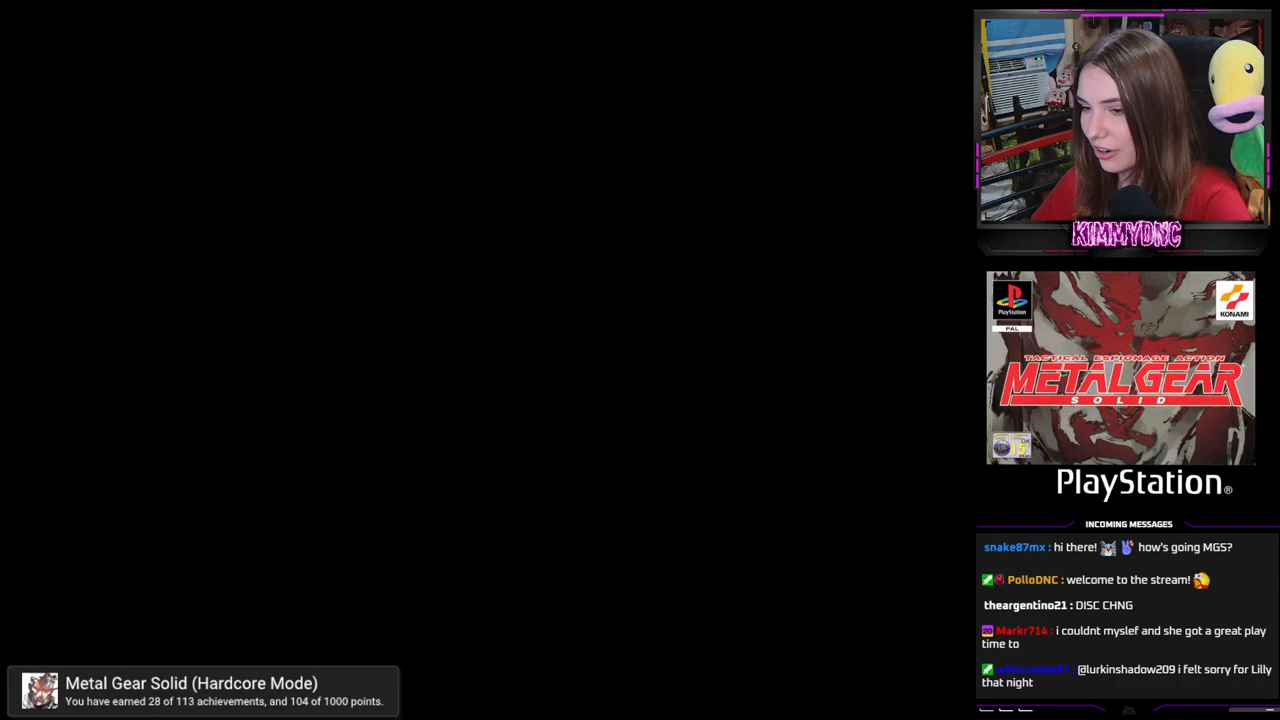 KIMMYDNC
PlayStation
PAL
KONAMI
TACTICAL ESPIONAGE ACTION
METAL GEAR
SOLID
15
PlayStation®
INCOMING MESSAGES
snake87mx : hi there! how's going MGS?
PolloDNC : welcome to the stream!
theargentino21 : DISC CHNG
Markr714 : i couldnt myslef and she got a great play
time to
@lurkinshadow209 i felt sorry for Lilly
that night
Metal Gear Solid (Hardcore Mode)
You have earned 28 of 113 achievements, and 104 of 1000 points.